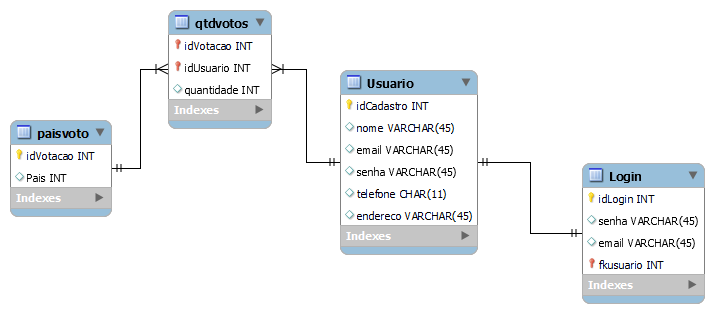 qtdvotos
idVotacao INT
idUsuario INT
quantidade INT
Indexes
paisvoto
idVotacao INT
Pais INT
Indexes
Usuario
idCadastro INT
nome VARCHAR(45)
email VARCHAR(45)
senha VARCHAR(45)
telefone CHAR(11)
endereco VARCHAR(45)
Indexes
Login
idLogin INT
senha VARCHAR(45)
email VARCHAR(45)
fkusuario INT
Indexes